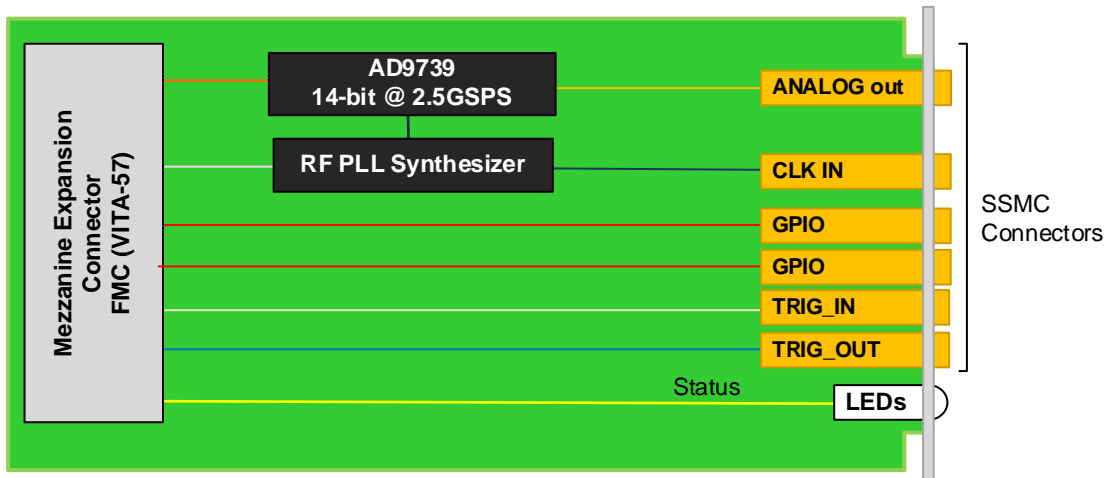 Mezzanine Expansion
Connector
FMC (VITA-57)
AD9739
14-bit @ 2.5GSPS
RF PLL Synthesizer
ANALOG out
CLK IN
GPIO
GPIO
TRIG_IN
TRIG_OUT
Status
LEDs
SSMC
Connectors